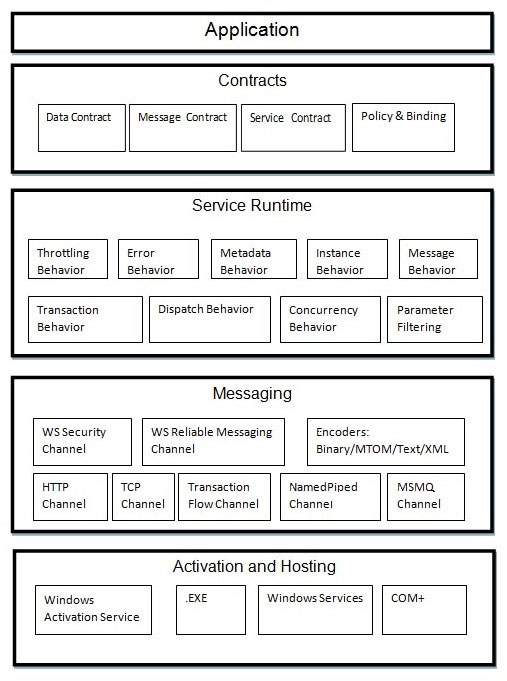 Application
Contracts
Data Contract
Message Contract
Service Contract
Policy & Binding
Service Runtime
Throttling
Behavior
Error
Behavior
Metadata
Behavior
Instance
Behavior
Message
Behavior
Transaction
Behavior
Dispatch Behavior
Concurrency
Behavior
Parameter
Filtering
Messaging
WS Security
Channel
WS Reliable Messaging
Channel
Encoders:
Binary/MTOM/Text/XML
HTTP
Channel
TCP
Channel
Transaction
Flow Channel
NamedPiped
Channel
MSMQ
Channel
Activation and Hosting
Windows
Activation Service
.EXE
Windows Services
COM+